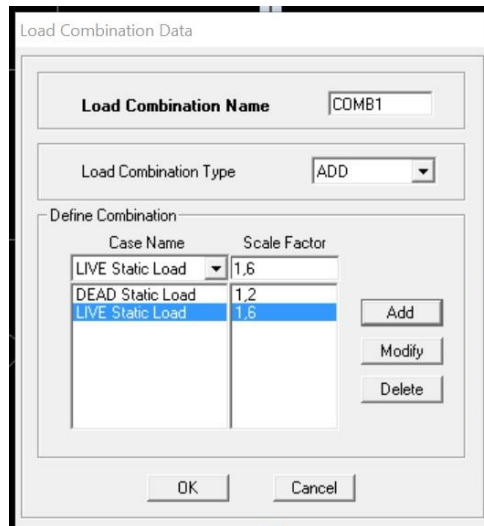 Load Combination Data
Load Combination Name COMB1
Load Combination Type ADD
Define Combination
Case Name Scale Factor
LIVE Static Load 1,6
DEAD Static Load 1,2
LIVE Static Load 1,6
Add
Modify
Delete
OK Cancel